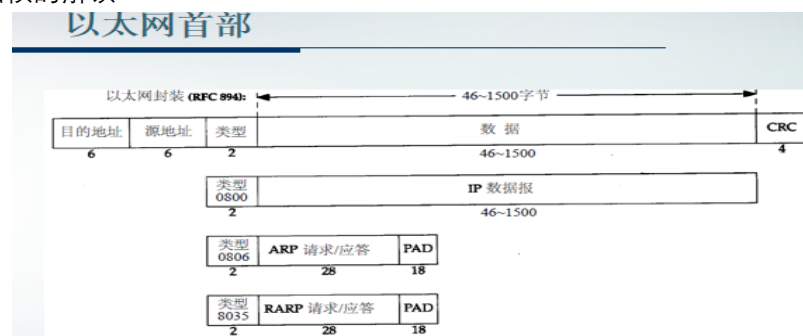 以太网首部
以太网封装 (RFC 894): 46~1500字节
目的地址 源地址 类型 数 据 CRC
6 6 2 46~1500 4
类型 0800 IP 数据报
2 46~1500
类型 0806 ARP 请求/应答 PAD
2 28 18
类型 8035 RARP 请求/应答 PAD
2 28 18